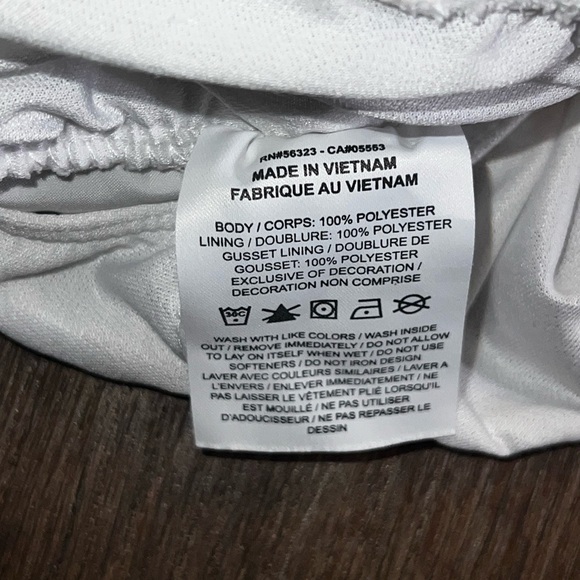 RN#56323 - CA#05553
MADE IN VIETNAM
FABRIQUE AU VIETNAM
BODY / CORPS: 100% POLYESTER
LINING / DOUBLURE: 100% POLYESTER
GUSSET LINING / DOUBLURE DE
GOUSSET: 100% POLYESTER
EXCLUSIVE OF DECORATION /
DECORATION NON COMPRISE
30C
WASH WITH LIKE COLORS / WASH INSIDE
OUT / REMOVE IMMEDIATELY / DO NOT ALLOW
TO LAY ON ITSELF WHEN WET / DO NOT USE
SOFTENERS / DO NOT IRON DESIGN
LAVER AVEC COULEURS SIMILAIRES / LAVER A
L'ENVERS / ENLEVER IMMEDIATEMENT / NE
PAS LAISSER LE VÊTEMENT PLIÉ LORSQU'IL
EST MOUILLÉ / NE PAS UTILISER
D'ADOUCISSEUR / NE PAS REPASSER LE
DESSIN